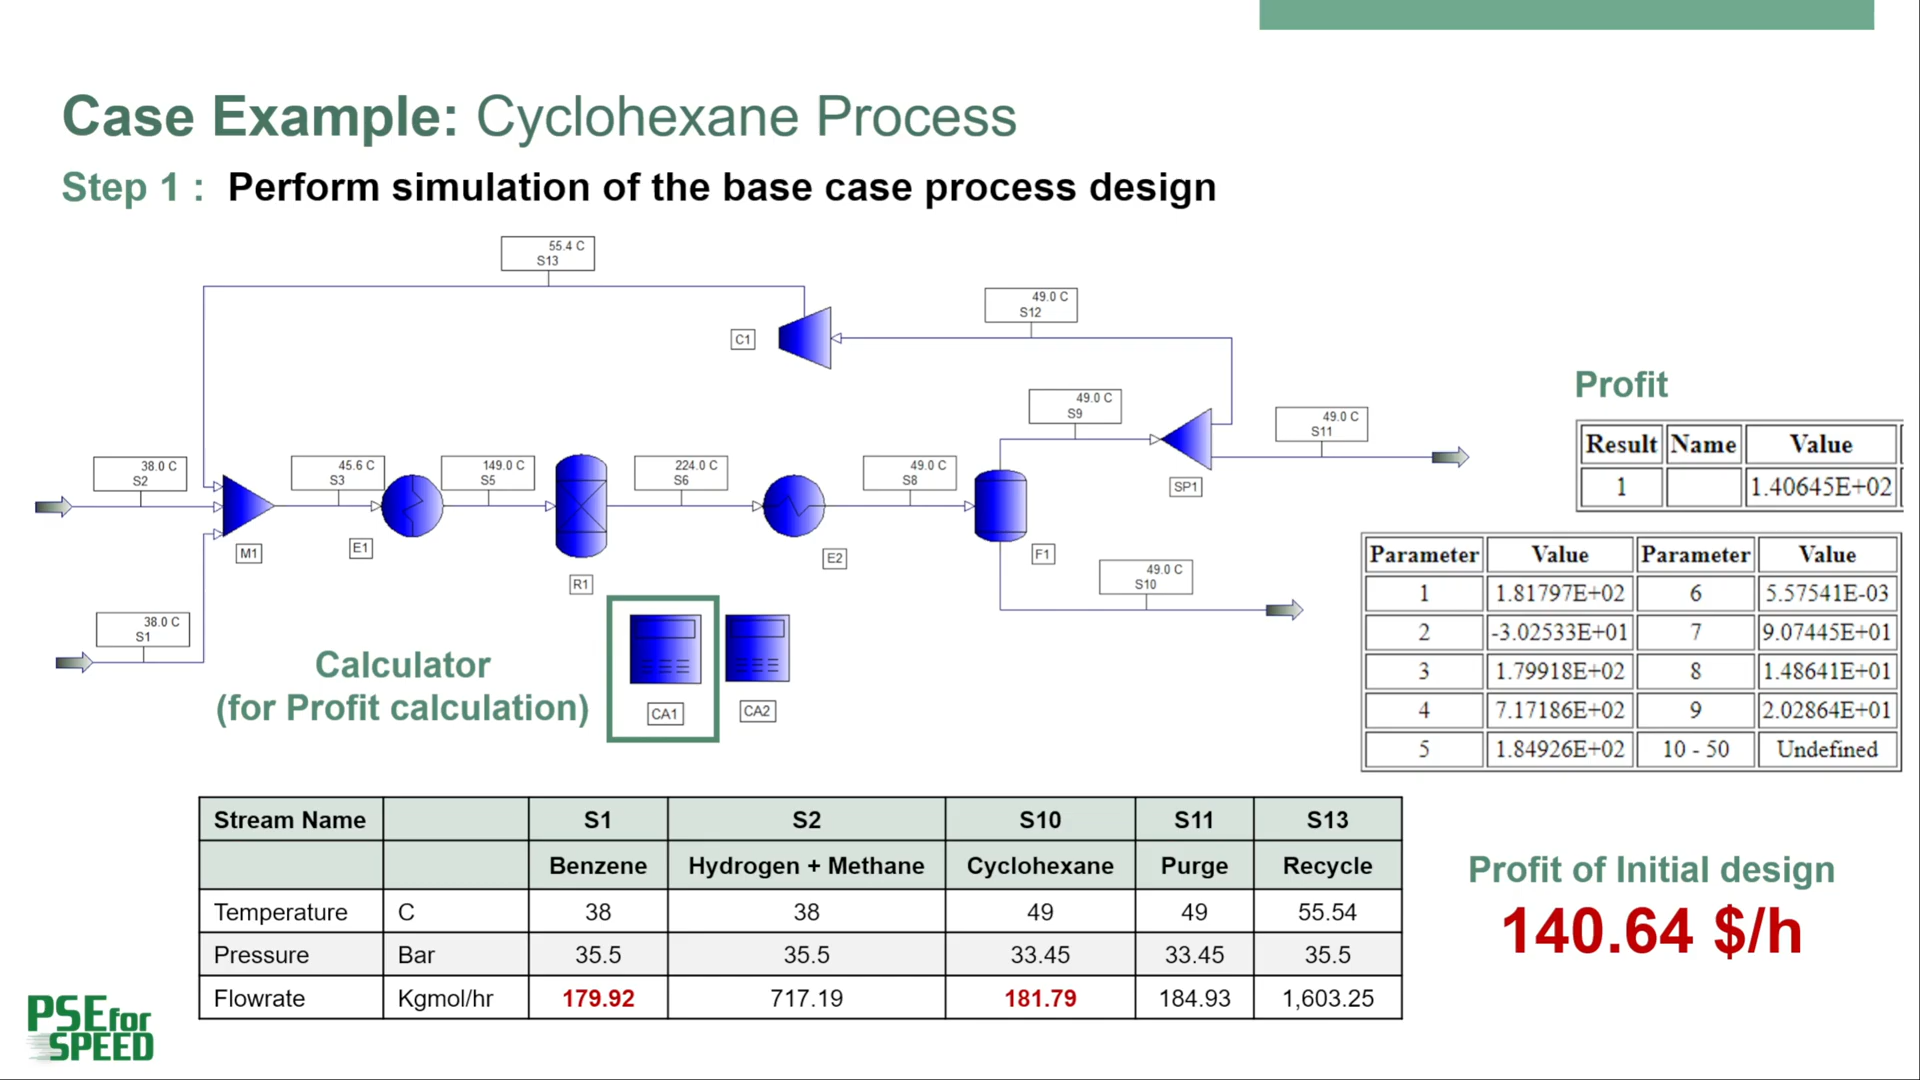 Case Example: Cyclohexane Process
Step 1 : Perform simulation of the base case process design
55.4 C
S13
49.0 C
S12
C1
49.0 C
S9
49.0 C
S11
SP1
38.0 C
S2
45.6 C
S3
149.0 C
S5
224.0 C
S6
49.0 C
S8
M1
E1
R1
E2
F1
49.0 C
S10
38.0 C
S1
Calculator
(for Profit calculation)
CA1
CA2
Profit
Result Name Value
1 1.40645E+02
Parameter Value Parameter Value
1 1.81797E+02 6 5.57541E-03
2 -3.02533E+01 7 9.07445E+01
3 1.79918E+02 8 1.48641E+01
4 7.17186E+02 9 2.02864E+01
5 1.84926E+02 10 - 50 Undefined
Stream Name S1 S2 S10 S11 S13
Benzene Hydrogen + Methane Cyclohexane Purge Recycle
Temperature C 38 38 49 49 55.54
Pressure Bar 35.5 35.5 33.45 33.45 35.5
Flowrate Kgmol/hr 179.92 717.19 181.79 184.93 1,603.25
Profit of Initial design
140.64 $/h
PSE for
SPEED